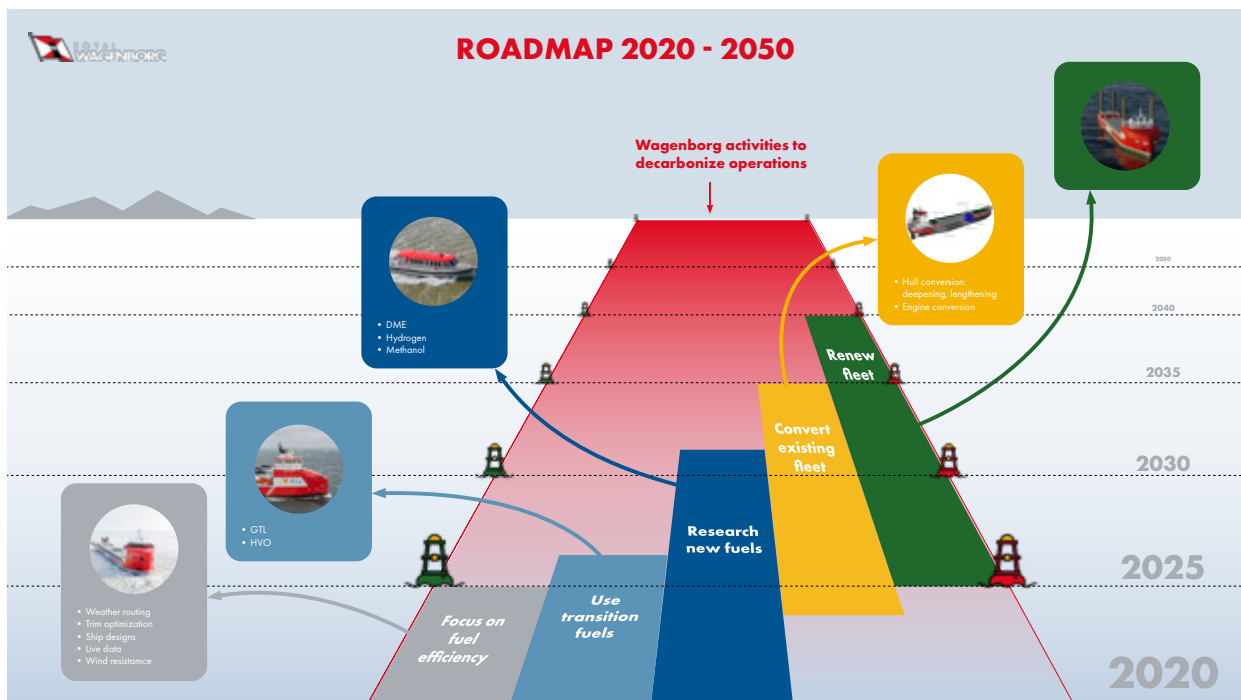 ROYAL
WAGENBORG
ROADMAP 2020 - 2050
Wagenborg activities to
decarbonize operations
• Hull conversion:
deepening, lengthening
• Engine conversion
• DME
• Hydrogen
• Methanol
• GTL
• HVO
• Weather routing
• Trim optimization
• Ship designs
• Live data
• Wind resistamce
Focus on
fuel
efficiency
Use
transition
fuels
Research
new fuels
Convert
existing
fleet
Renew
fleet
2050
2040
2035
2030
2025
2020